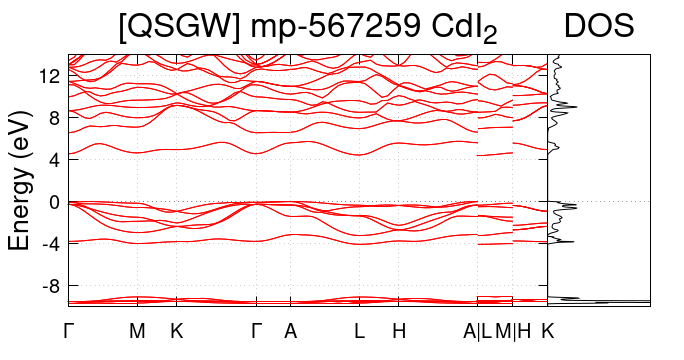 [QSGW] mp-567259 CdI2 DOS
Energy (eV)
12
8
4
0
-4
-8
Γ M K Γ A L H A|L M|H K